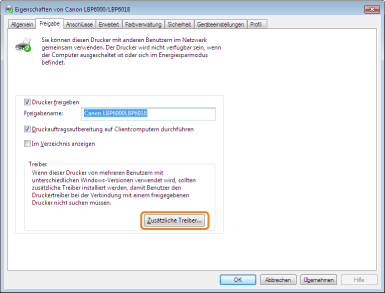 Eigenschaften von Canon LBP6000/LBP6018
Allgemein Freigabe Anschlüsse Erweitert Farbverwaltung Sicherheit Geräteeinstellungen Profil
Sie können diesen Drucker mit anderen Benutzern im Netzwerk
gemeinsam verwenden. Der Drucker wird nicht verfügbar sein, wenn
der Computer ausgeschaltet ist oder sich im Energiesparmodus
befindet.
Drucker freigeben
Freigabename: Canon LBP6000/LBP6018
Druckauftragsaufbereitung auf Clientcomputern durchführen
Im Verzeichnis anzeigen
Treiber
Wenn dieser Drucker von mehreren Benutzern mit
unterschiedlichen Windows-Versionen verwendet wird, sollten
zusätzliche Treiber installiert werden, damit Benutzer den
Druckertreiber bei der Verbindung mit einem freigegebenen
Drucker nicht suchen müssen.
Zusätzliche Treiber...
OK Abbrechen Übernehmen Hilfe